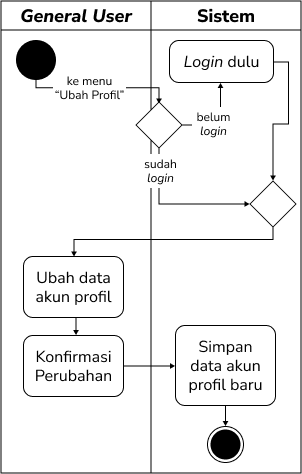 General User
Sistem
Login dulu
ke menu
“Ubah Profil”
belum
login
sudah
login
Ubah data
akun profil
Konfirmasi
Perubahan
Simpan
data akun
profil baru